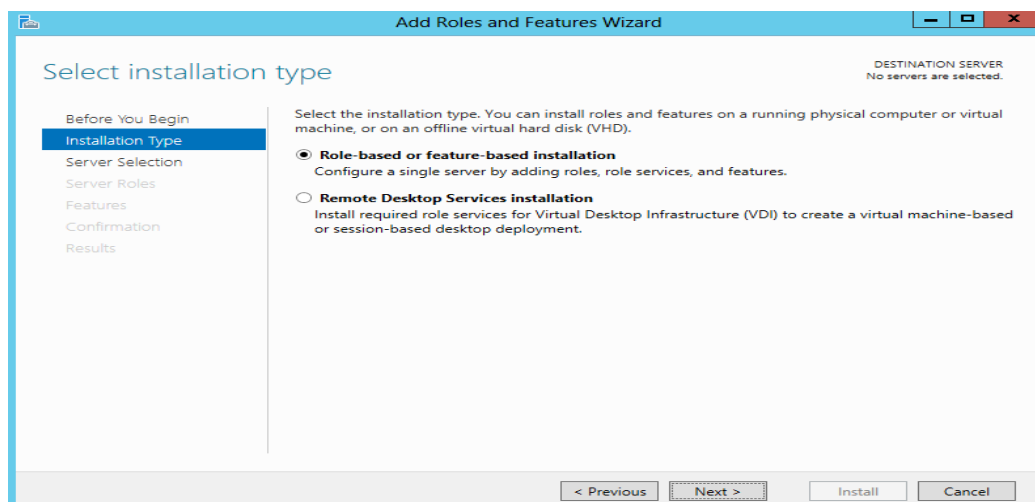 Add Roles and Features Wizard
Select installation type
DESTINATION SERVER
No servers are selected.
Before You Begin
Installation Type
Server Selection
Server Roles
Features
Confirmation
Results
Select the installation type. You can install roles and features on a running physical computer or virtual
machine, or on an offline virtual hard disk (VHD).
Role-based or feature-based installation
Configure a single server by adding roles, role services, and features.
Remote Desktop Services installation
Install required role services for Virtual Desktop Infrastructure (VDI) to create a virtual machine-based
or session-based desktop deployment.
< Previous
Next >
Install
Cancel